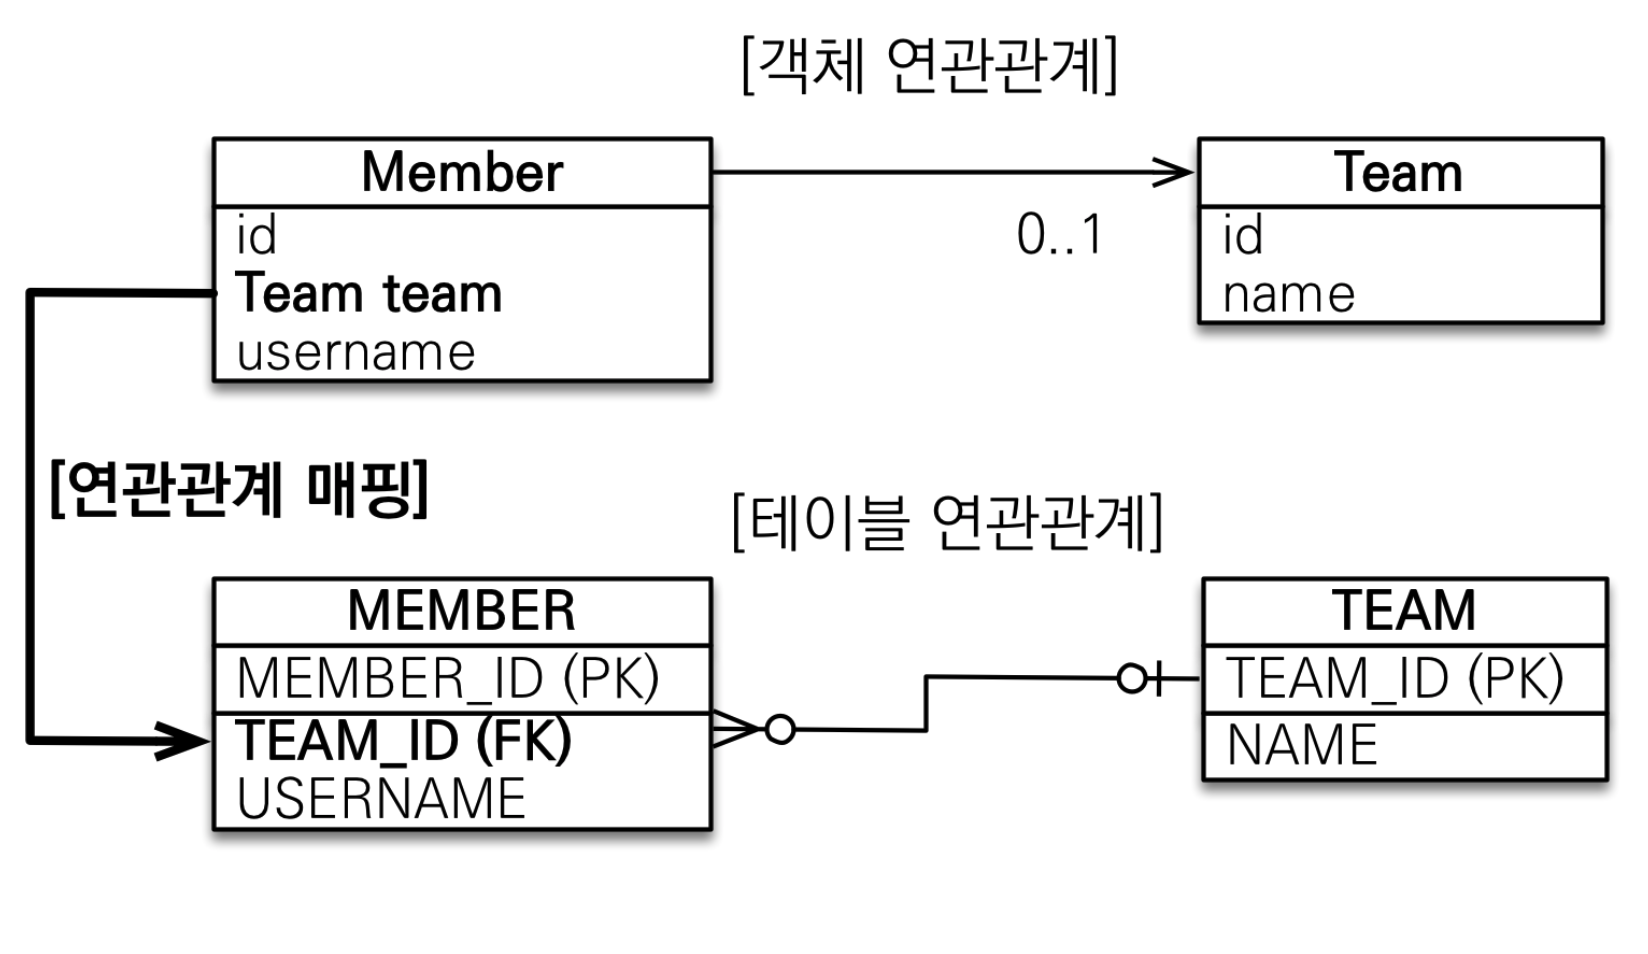 [객체 연관관계]
Member
id
Team team
username
0..1
Team
id
name
[연관관계 매핑]
[테이블 연관관계]
MEMBER
MEMBER_ID (PK)
TEAM_ID (FK)
USERNAME
TEAM
TEAM_ID (PK)
NAME